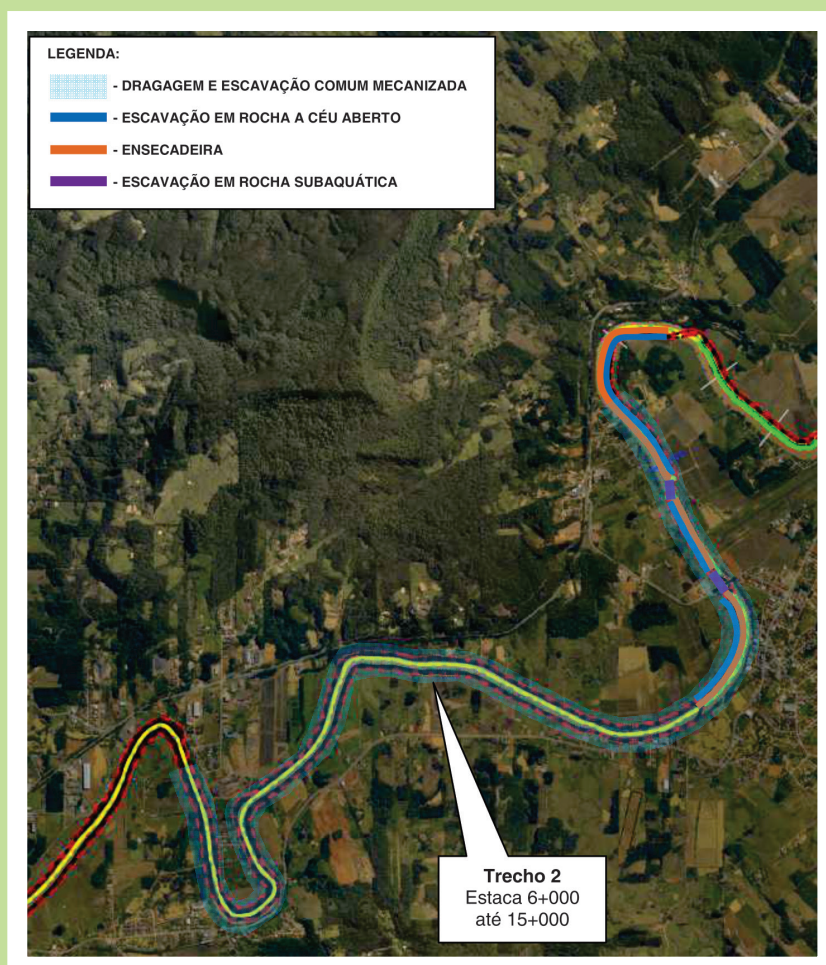 LEGENDA:
- DRAGAGEM E ESCAVAÇÃO COMUM MECANIZADA
- ESCAVAÇÃO EM ROCHA A CÉU ABERTO
- ENSECADEIRA
- ESCAVAÇÃO EM ROCHA SUBAQUÁTICA
Trecho 2
Estaca 6+000
até 15+000